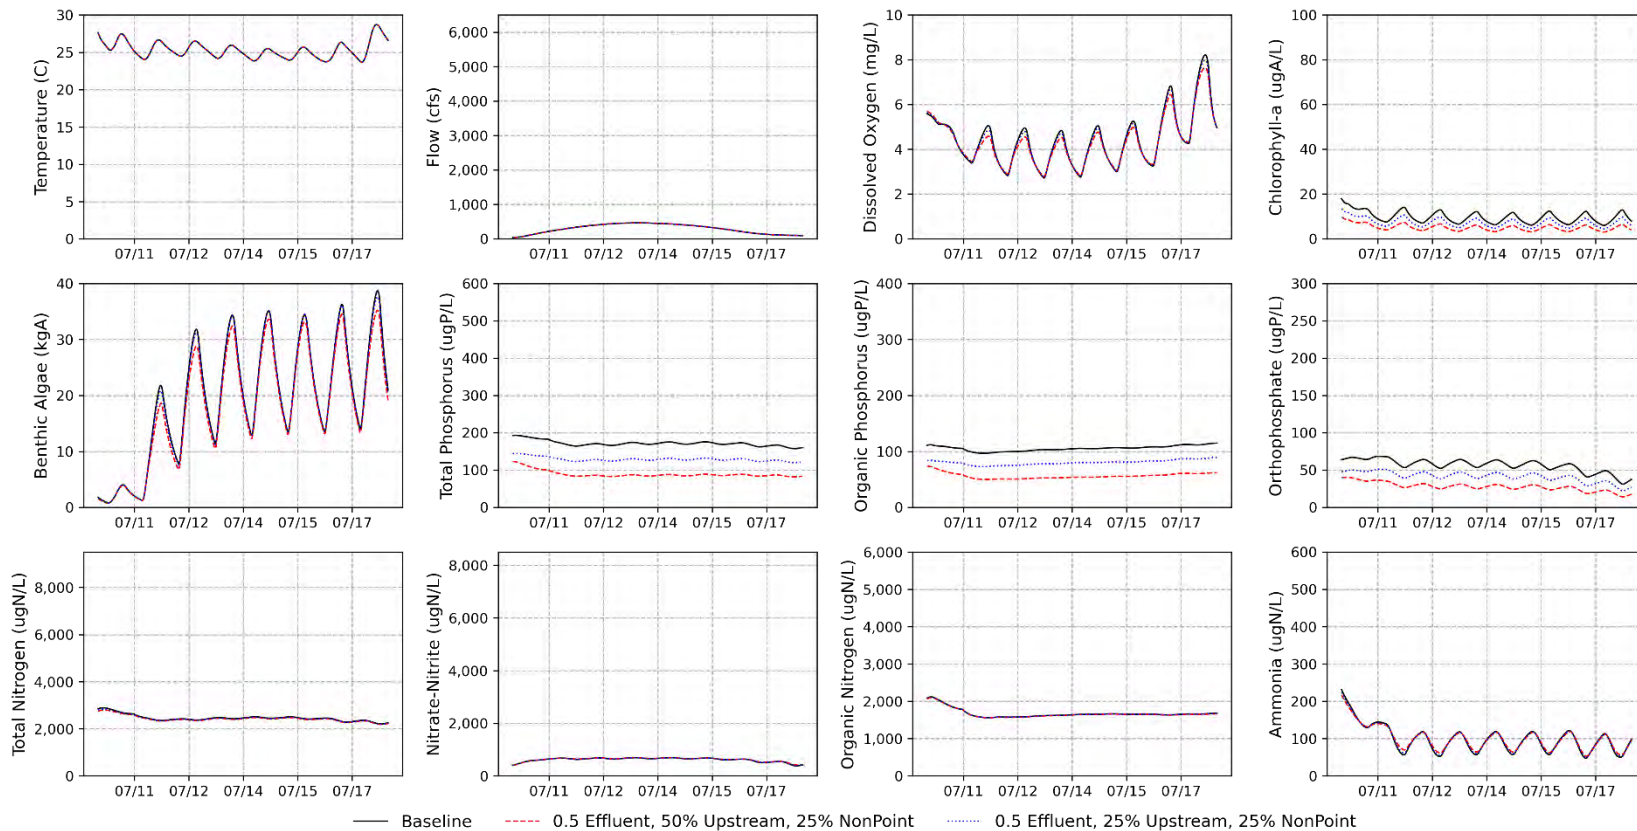 Temperature (C)
30
25
20
15
10
5
0
07/11 07/12 07/14 07/15 07/17
Flow (cfs)
6,000
5,000
4,000
3,000
2,000
1,000
0
07/11 07/12 07/14 07/15 07/17
Dissolved Oxygen (mg/L)
10
8
6
4
2
0
07/11 07/12 07/14 07/15 07/17
Chlorophyll-a (ugA/L)
100
80
60
40
20
0
07/11 07/12 07/14 07/15 07/17
Benthic Algae (kgA)
40
30
20
10
0
07/11 07/12 07/14 07/15 07/17
Total Phosphorus (ugP/L)
600
500
400
300
200
100
0
07/11 07/12 07/14 07/15 07/17
Organic Phosphorus (ugP/L)
400
300
200
100
0
07/11 07/12 07/14 07/15 07/17
Orthophosphate (ugP/L)
300
250
200
150
100
50
0
07/11 07/12 07/14 07/15 07/17
Total Nitrogen (ugN/L)
8,000
6,000
4,000
2,000
0
07/11 07/12 07/14 07/15 07/17
Nitrate-Nitrite (ugN/L)
8,000
6,000
4,000
2,000
0
07/11 07/12 07/14 07/15 07/17
Organic Nitrogen (ugN/L)
6,000
5,000
4,000
3,000
2,000
1,000
0
07/11 07/12 07/14 07/15 07/17
Ammonia (ugN/L)
600
500
400
300
200
100
0
07/11 07/12 07/14 07/15 07/17
Baseline 0.5 Effluent, 50% Upstream, 25% NonPoint 0.5 Effluent, 25% Upstream, 25% NonPoint